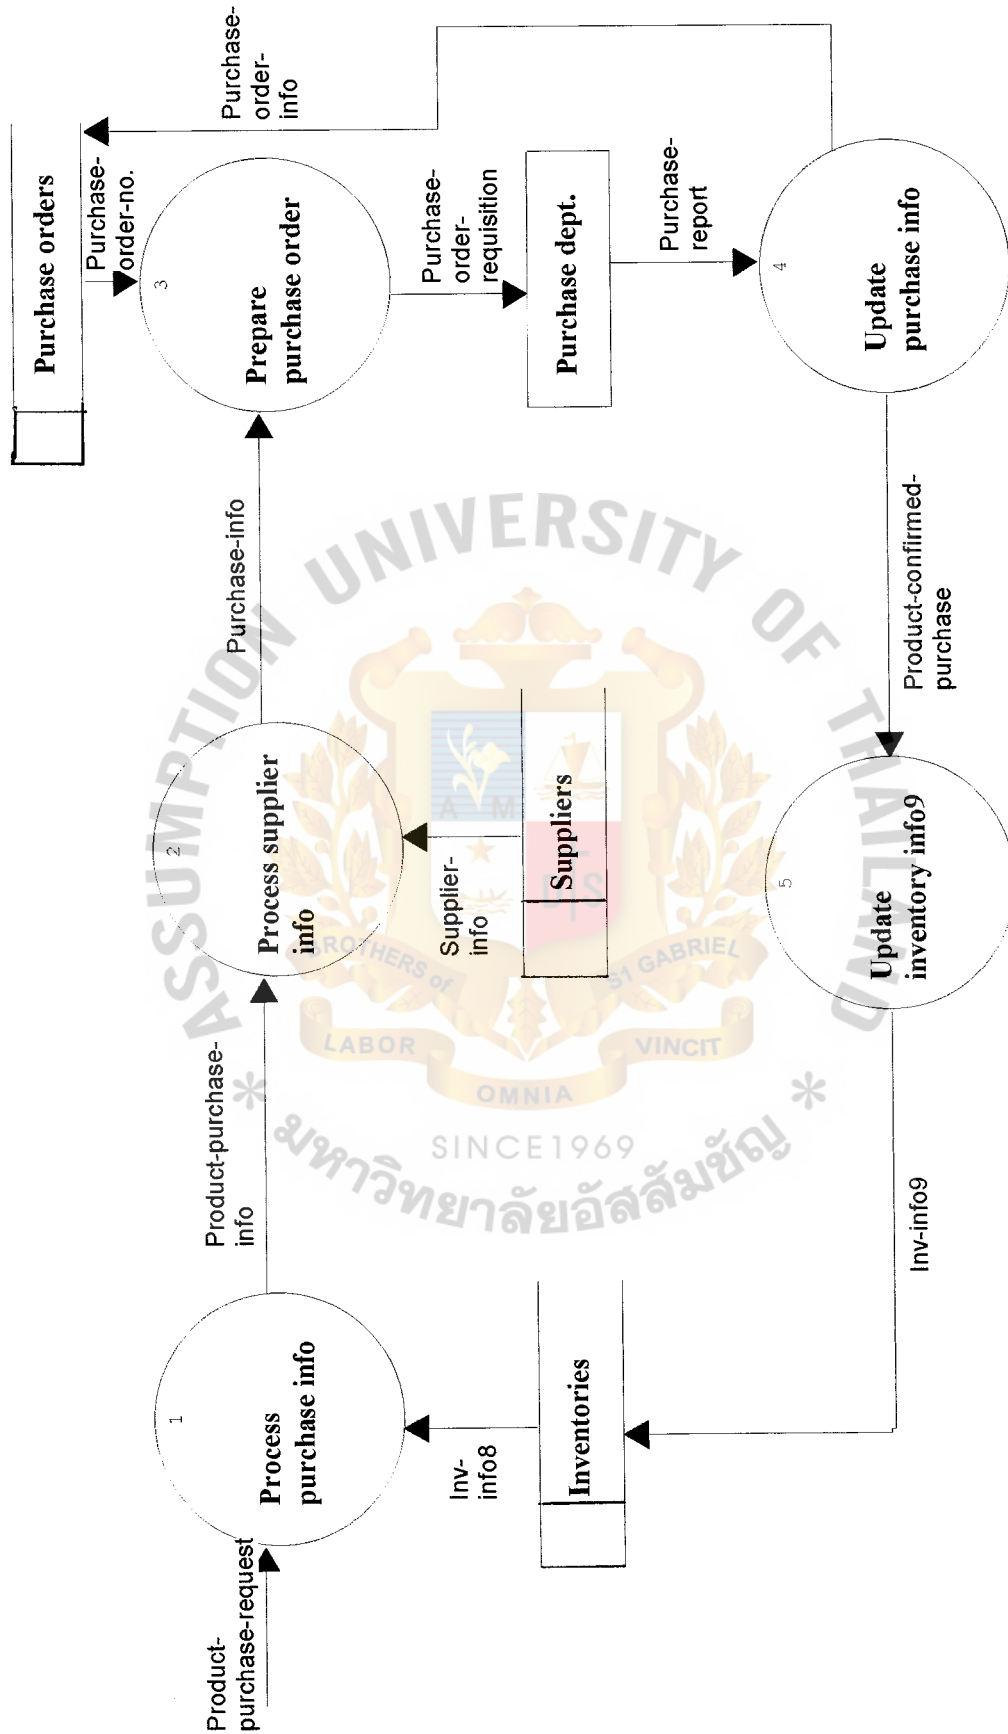 Product-
purchase-request
1
Process
purchase info
Product-purchase-
info
2
Process supplier
info
Purchase-info
3
Prepare
purchase order
Purchase-
order-no.
Purchase orders
Purchase-
order-
info
Inv-
info8
Inventories
Supplier-
info
Suppliers
Purchase-
order-
requisition
Purchase dept.
Purchase-
report
4
Update
purchase info
Product-confirmed-
purchase
5
Update
inventory info9
Inv-info9
ASSUMPTION UNIVERSITY OF THAILAND
A M
D S
BROTHERS of
ST GABRIEL
LABOR
VINCIT
OMNIA
SINCE1969
* มหาวิทยาลัยอัสสัมชัญ *